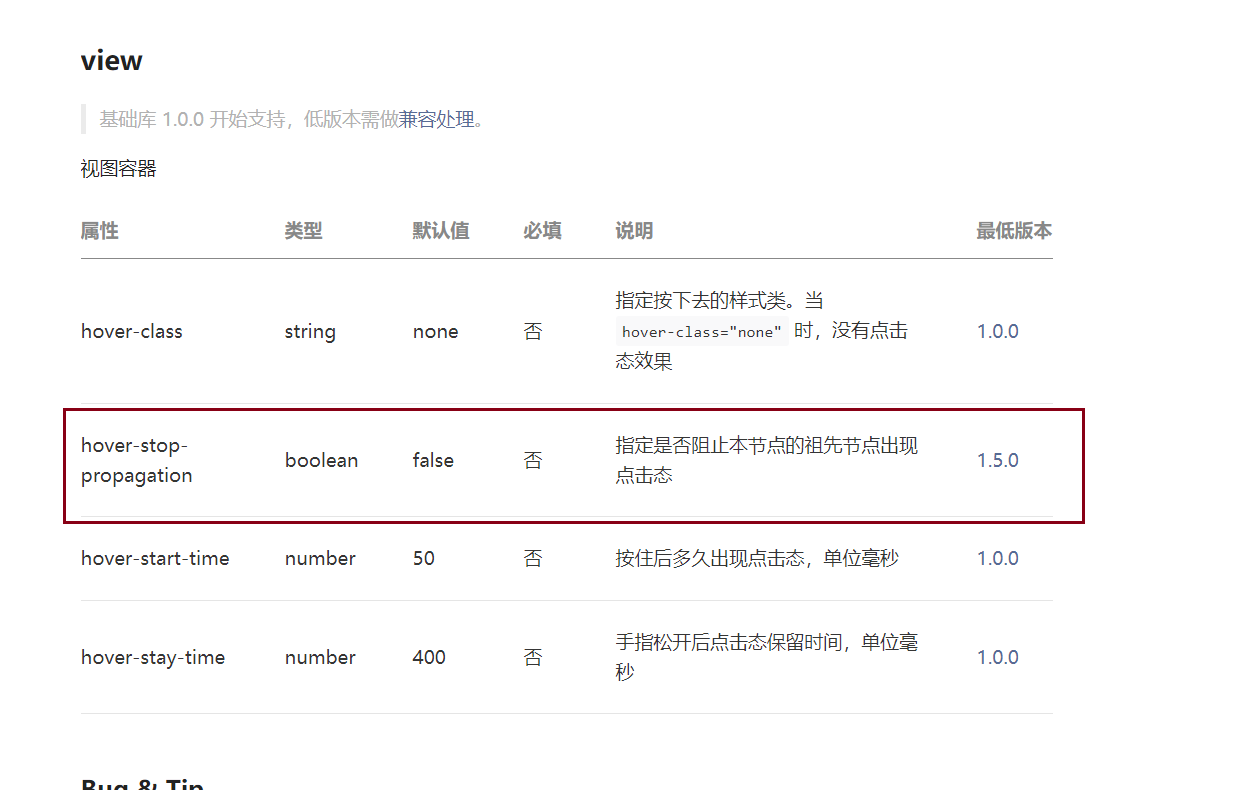 view
基础库 1.0.0 开始支持，低版本需做兼容处理。
视图容器
属性 类型 默认值 必填 说明 最低版本
指定按下去的样式类。当
hover-class string none 否 hover-class="none" 时，没有点击 1.0.0
态效果
hover-stop- 指定是否阻止本节点的祖先节点出现
boolean false 否 1.5.0
propagation 点击态
hover-start-time number 50 否 按住后多久出现点击态，单位毫秒 1.0.0
手指松开后点击态保留时间，单位毫
hover-stay-time number 400 否 1.0.0
秒
Bug & Tip